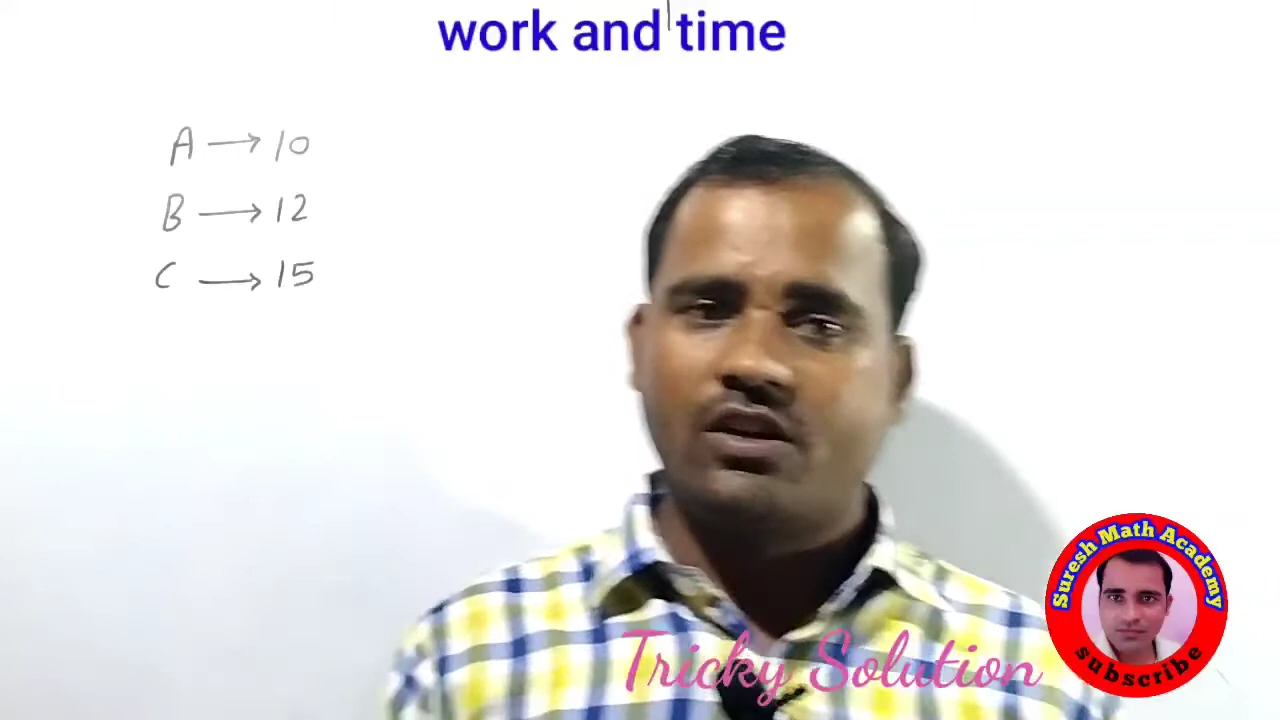 work and time
A → 10
B → 12
C → 15
Suresh Math Academy
subscribe
Tricky Solution